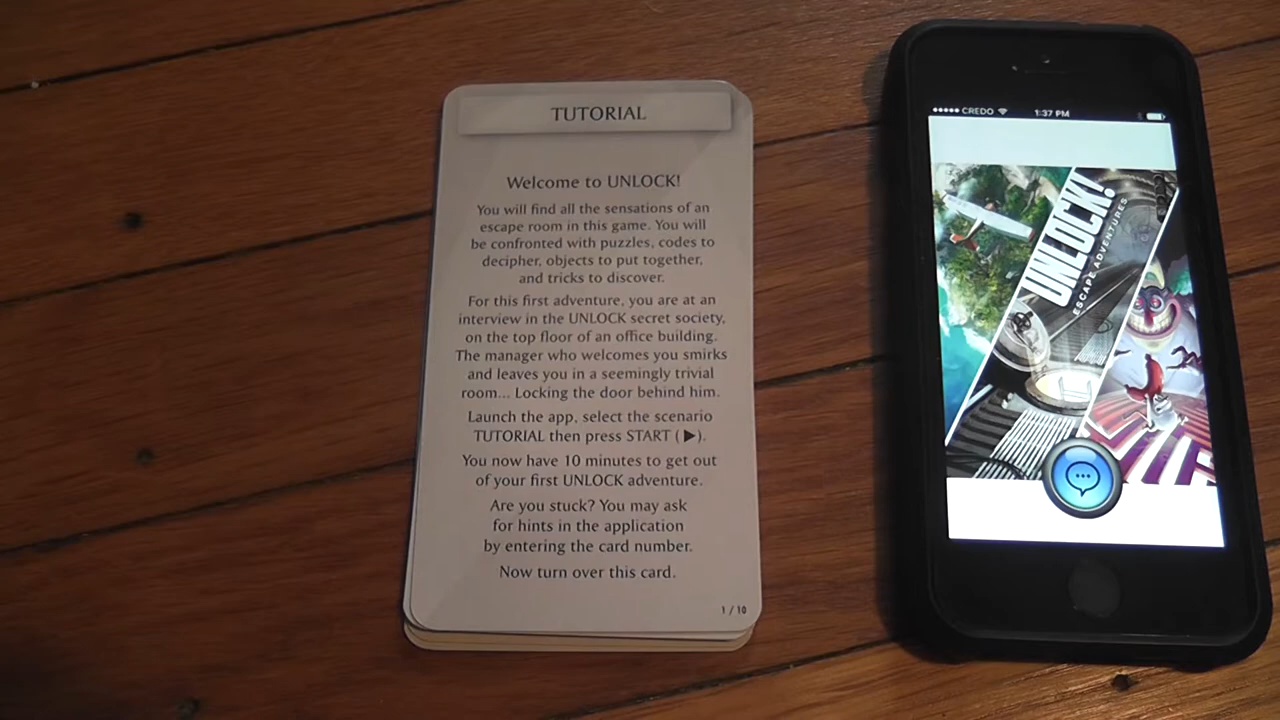 TUTORIAL
Welcome to UNLOCK!
You will find all the sensations of an
escape room in this game. You will
be confronted with puzzles, codes to
decipher, objects to put together,
and tricks to discover.
For this first adventure, you are at an
interview in the UNLOCK secret society,
on the top floor of an office building.
The manager who welcomes you smirks
and leaves you in a seemingly trivial
room... Locking the door behind him.
Launch the app, select the scenario
TUTORIAL then press START (▶).
You now have 10 minutes to get out
of your first UNLOCK adventure.
Are you stuck? You may ask
for hints in the application
by entering the card number.
Now turn over this card.
1 / 10
CREDO 1:37 PM
UNLOCK!
ESCAPE ADVENTURES